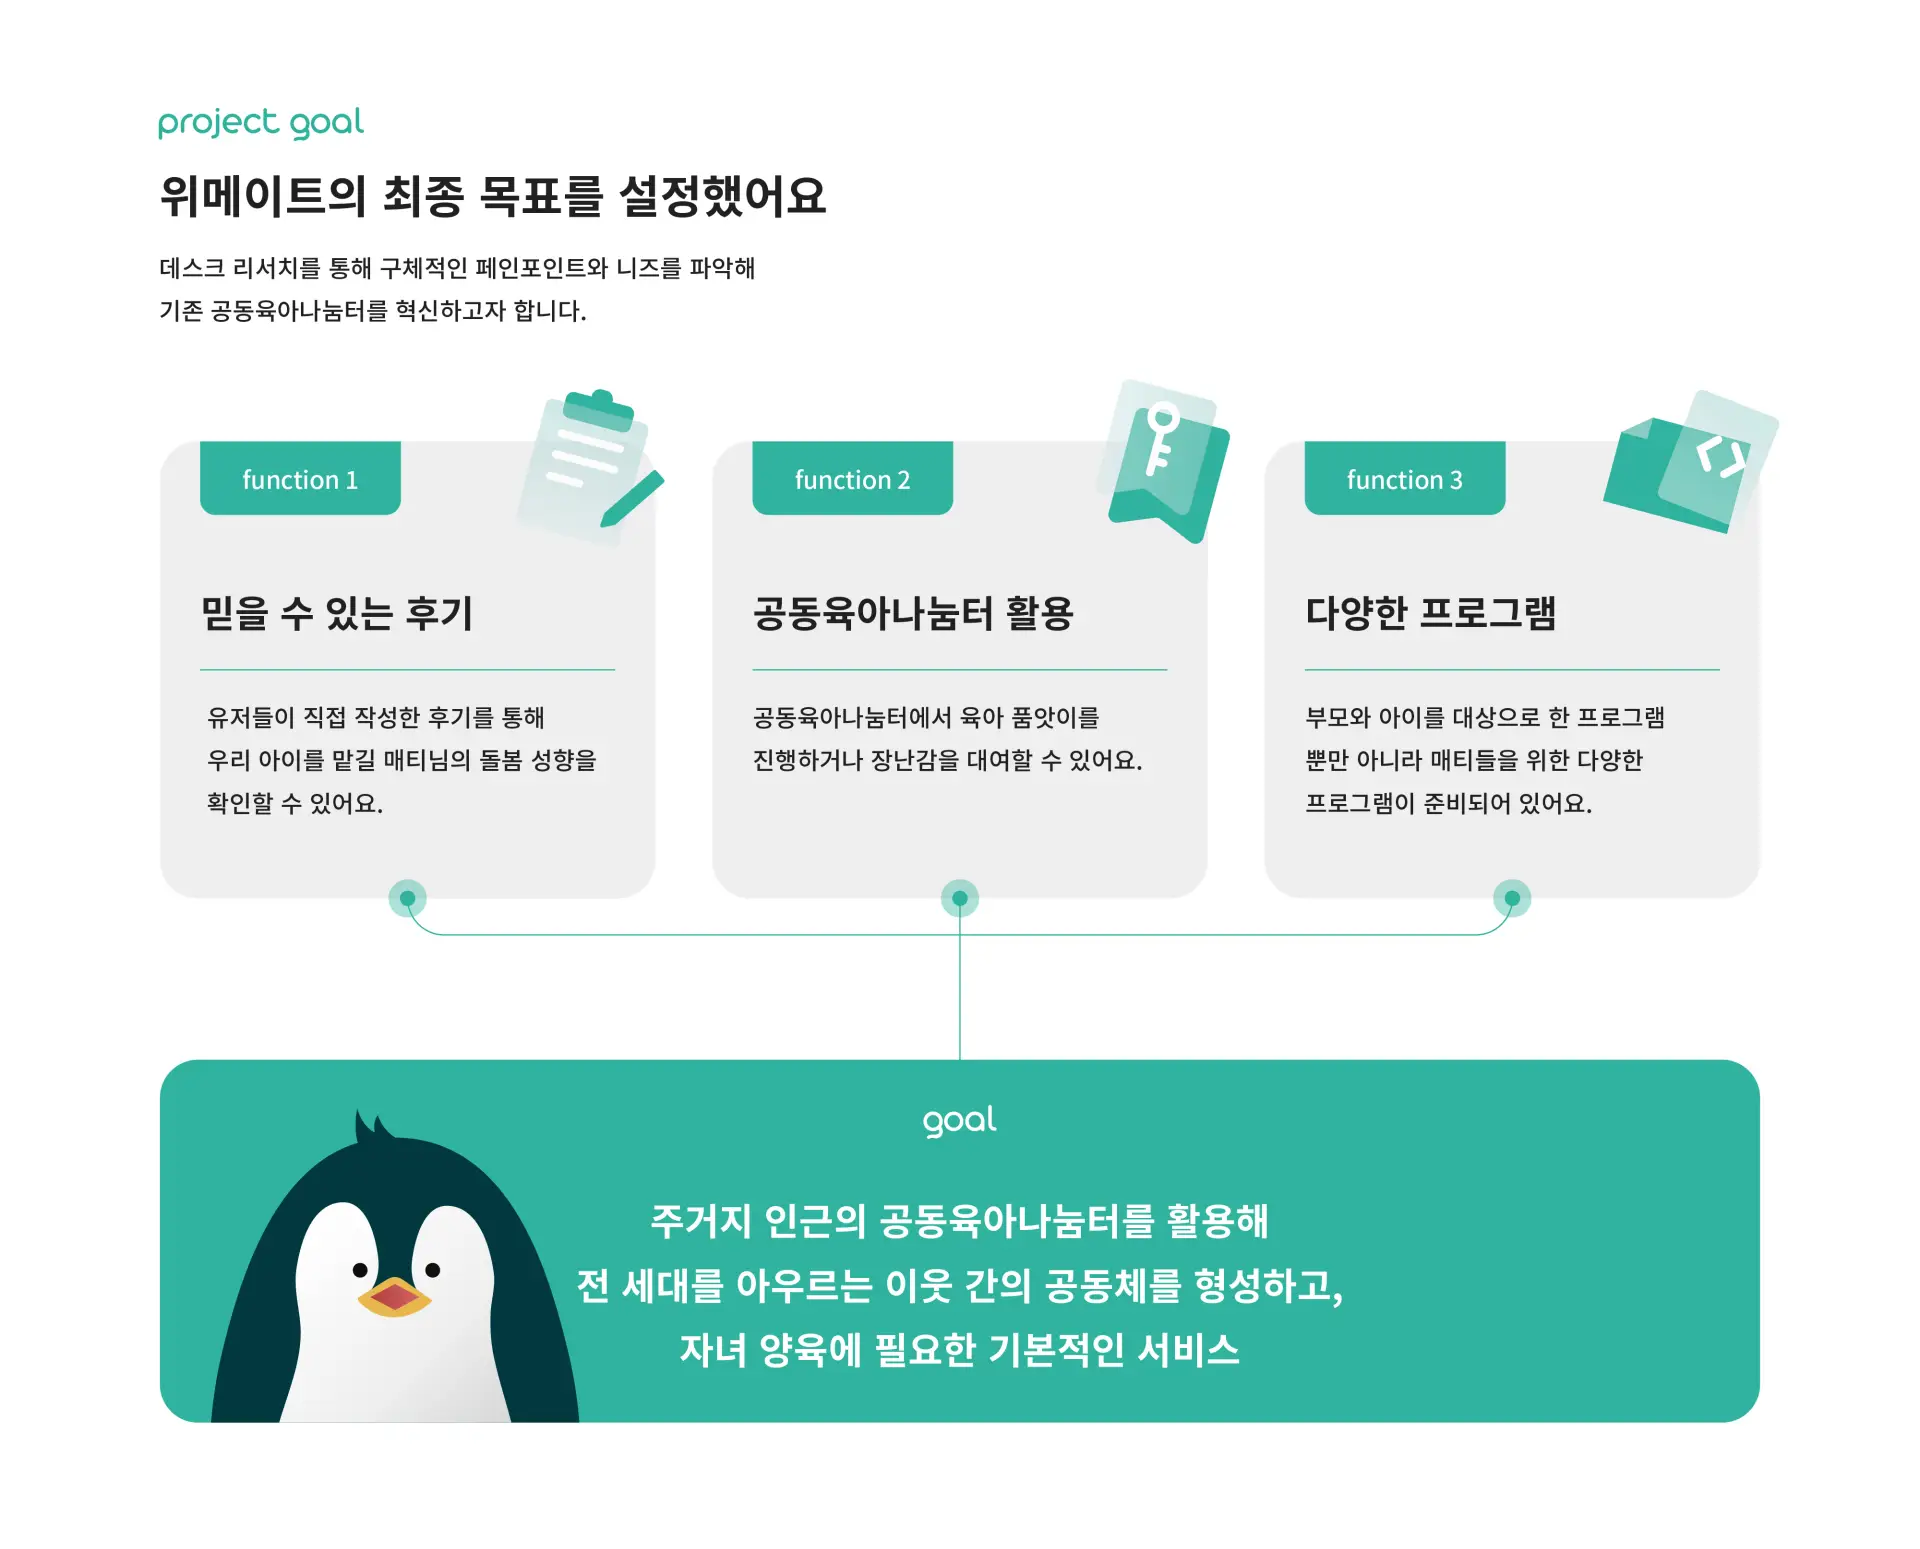 project goal
위메이트의 최종 목표를 설정했어요
데스크 리서치를 통해 구체적인 페인포인트와 니즈를 파악해
기존 공동육아나눔터를 혁신하고자 합니다.
function 1
믿을 수 있는 후기
유저들이 직접 작성한 후기를 통해
우리 아이를 맡길 매티님의 돌봄 성향을
확인할 수 있어요.
function 2
공동육아나눔터 활용
공동육아나눔터에서 육아 품앗이를
진행하거나 장난감을 대여할 수 있어요.
function 3
다양한 프로그램
부모와 아이를 대상으로 한 프로그램
뿐만 아니라 매티들을 위한 다양한
프로그램이 준비되어 있어요.
goal
주거지 인근의 공동육아나눔터를 활용해
전 세대를 아우르는 이웃 간의 공동체를 형성하고,
자녀 양육에 필요한 기본적인 서비스